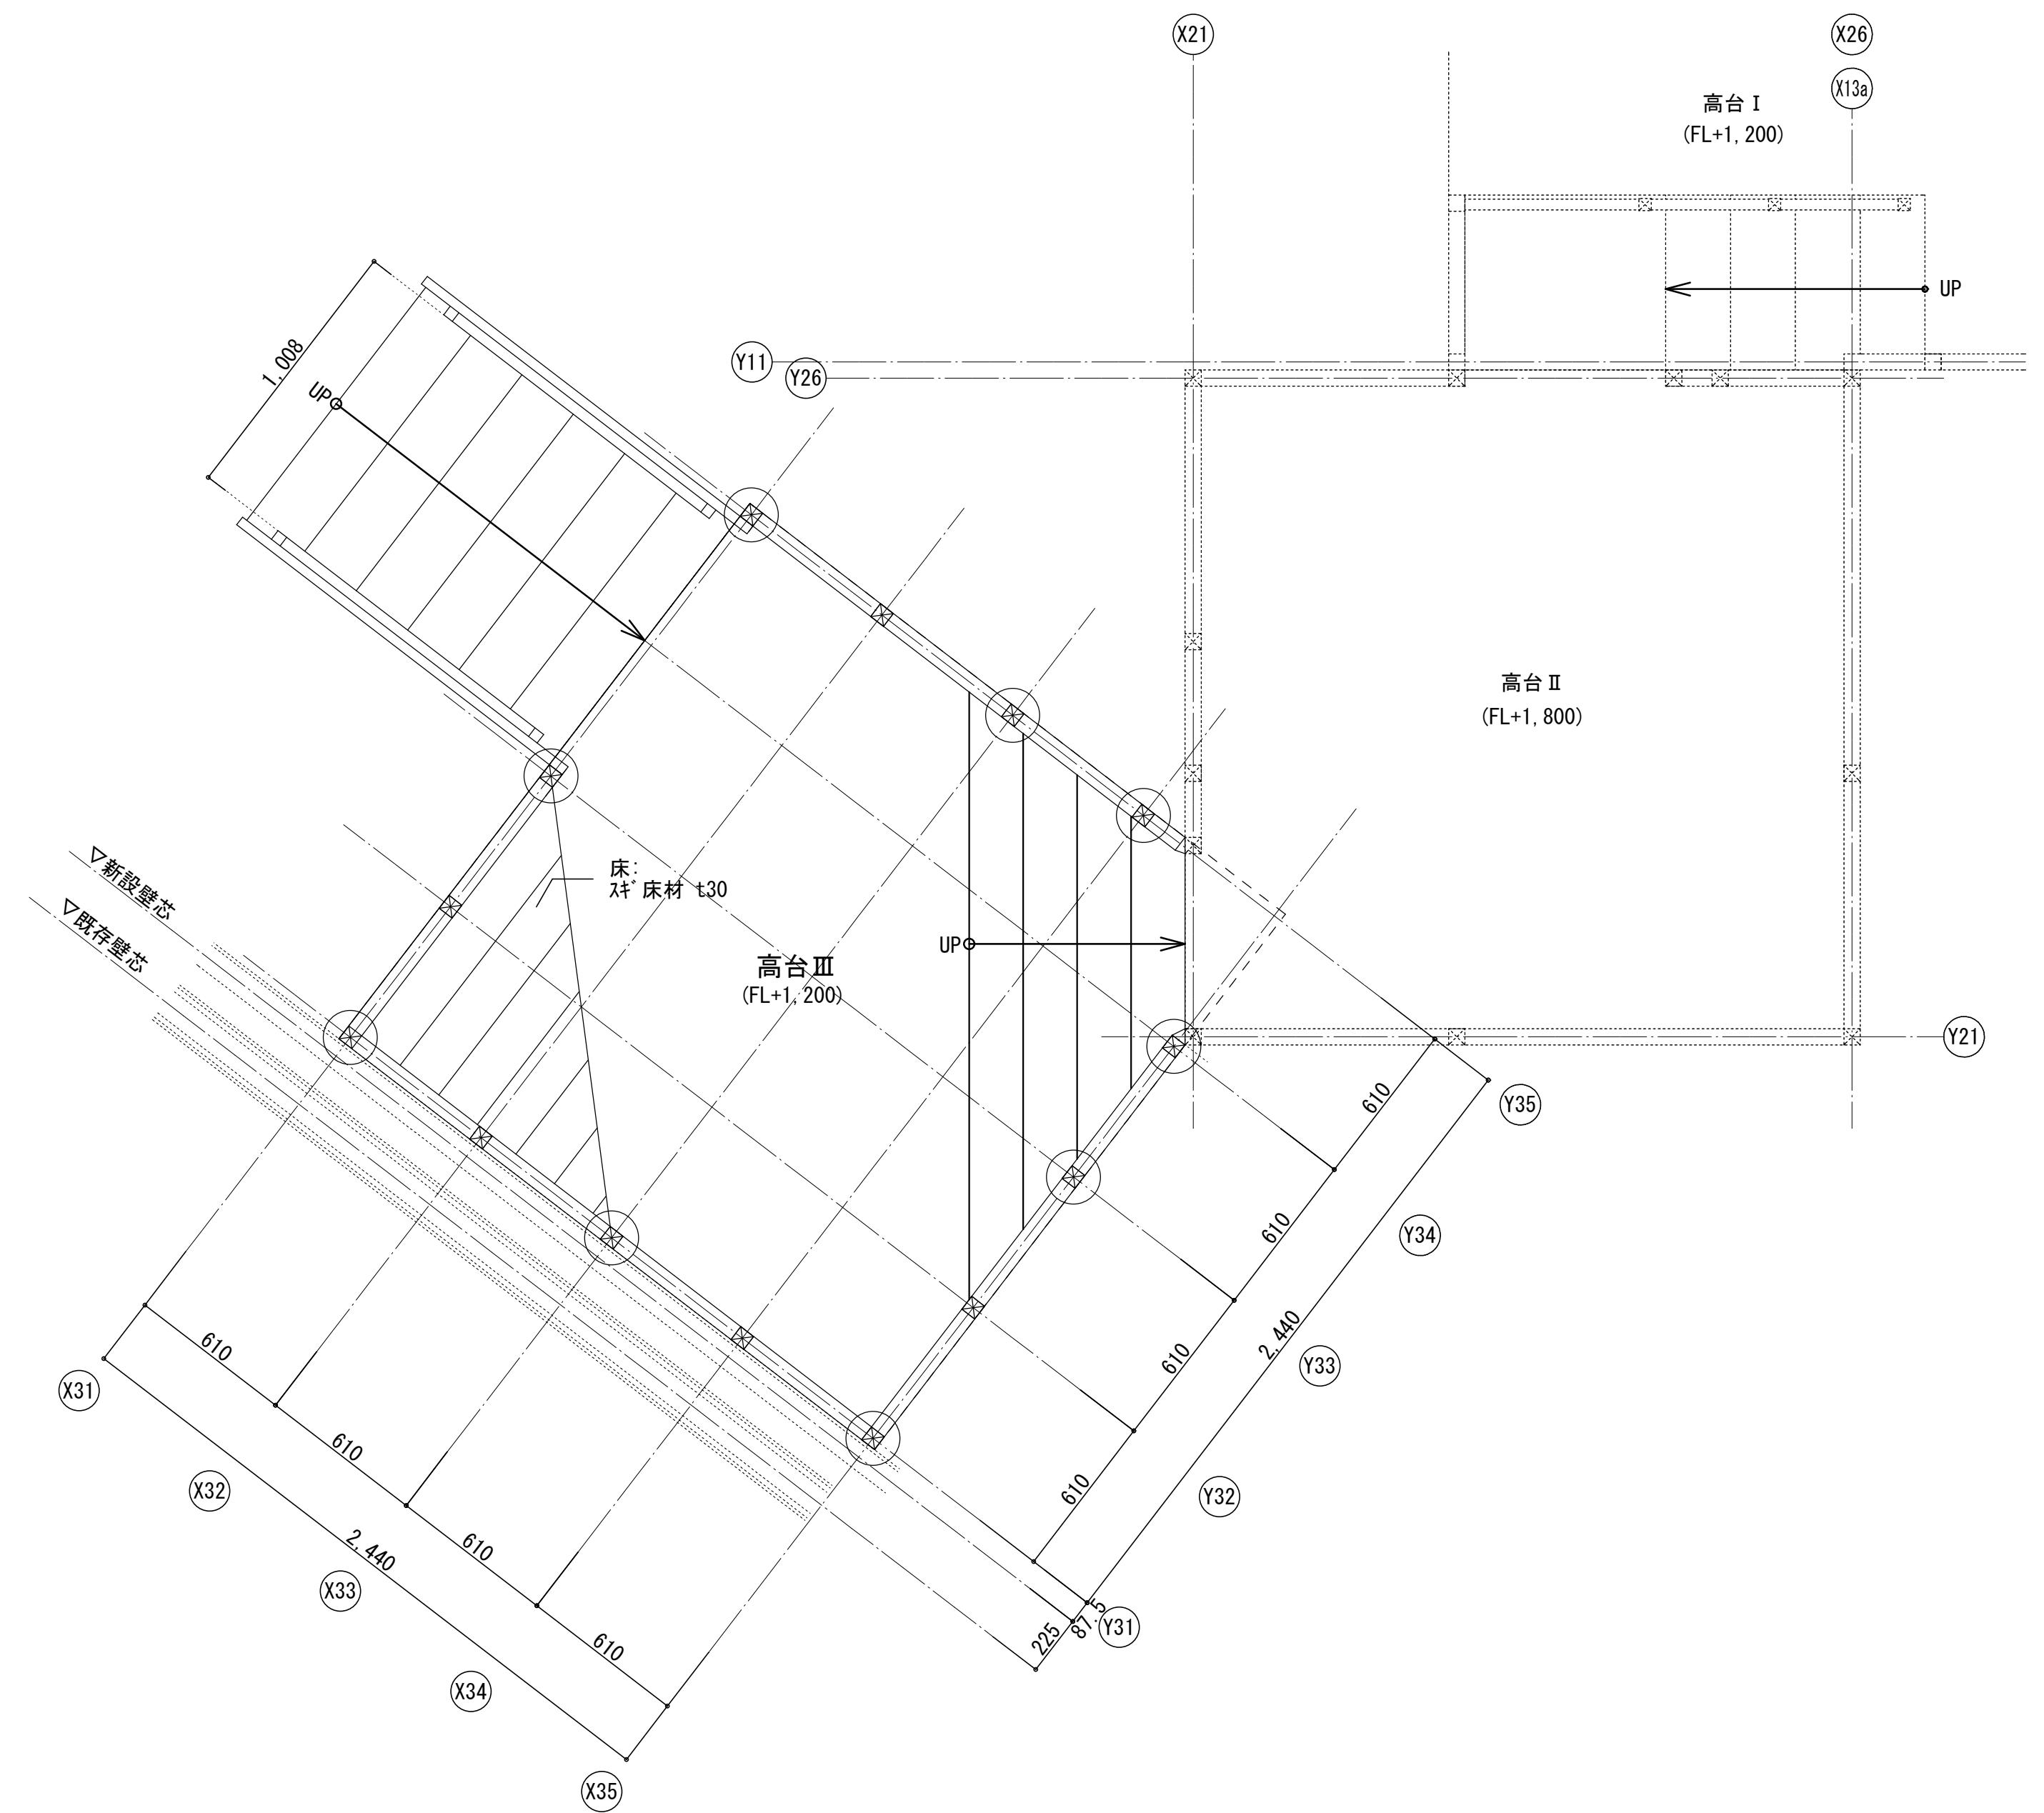 X21
X26
X13a
高台Ⅰ
(FL+1,200)
UP
Y11
Y26
1,008
UP
高台Ⅱ
(FL+1,800)
床:
ｽｷﾞ床材 t30
▽新設壁芯
▽既存壁芯
UP
高台Ⅲ
(FL+1,200)
Y21
610
Y35
610
Y34
2,440
610
Y33
610
Y32
87.5
Y31
225
X31
610
X32
610
2,440
X33
610
X34
610
X35